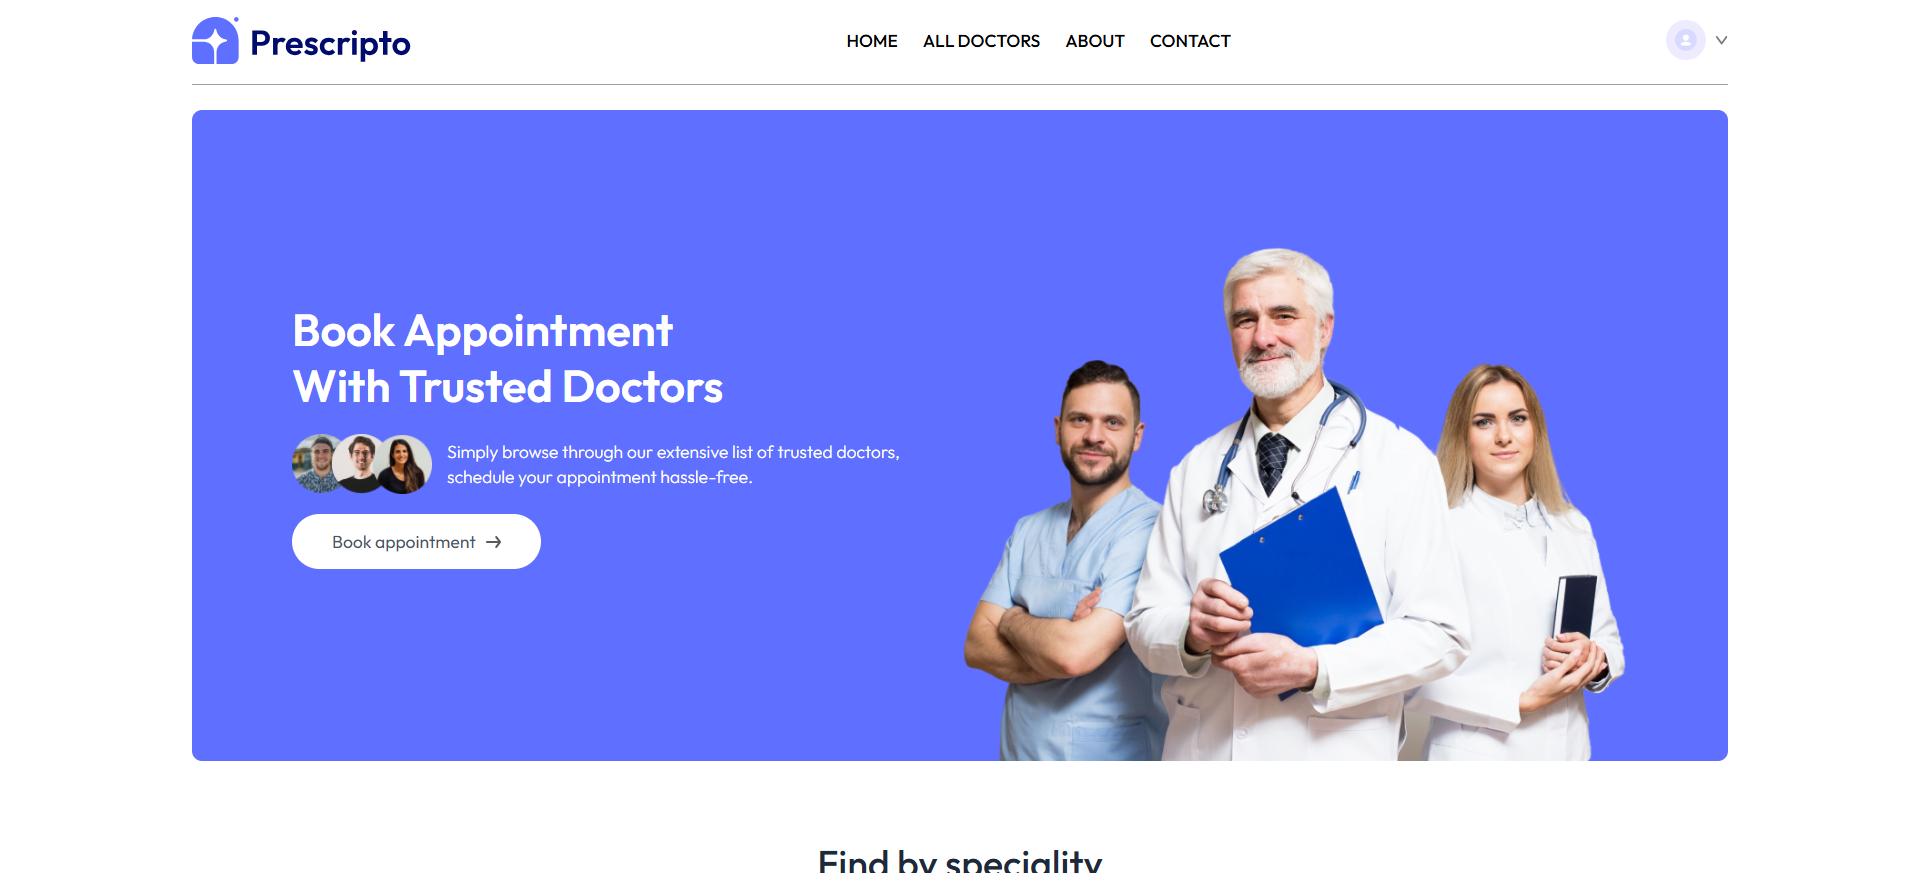 Prescripto
HOME
ALL DOCTORS
ABOUT
CONTACT
Book Appointment
With Trusted Doctors
Simply browse through our extensive list of trusted doctors,
schedule your appointment hassle-free.
Book appointment
Find by speciality